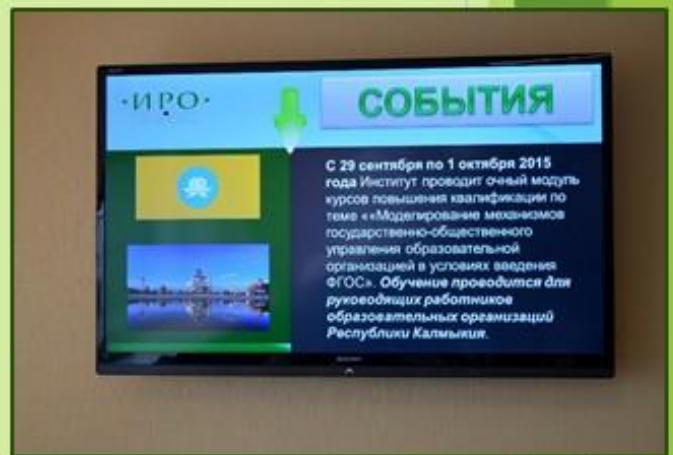 ·ИРО·
СОБЫТИЯ
С 29 сентября по 1 октября 2015
года Институт проводит очный модуль
курсов повышения квалификации по
теме ««Моделирование механизмов
государственно-общественного
управления образовательной
организацией в условиях введения
ФГОС». Обучение проводится для
руководящих работников
образовательных организаций
Республики Калмыкия.